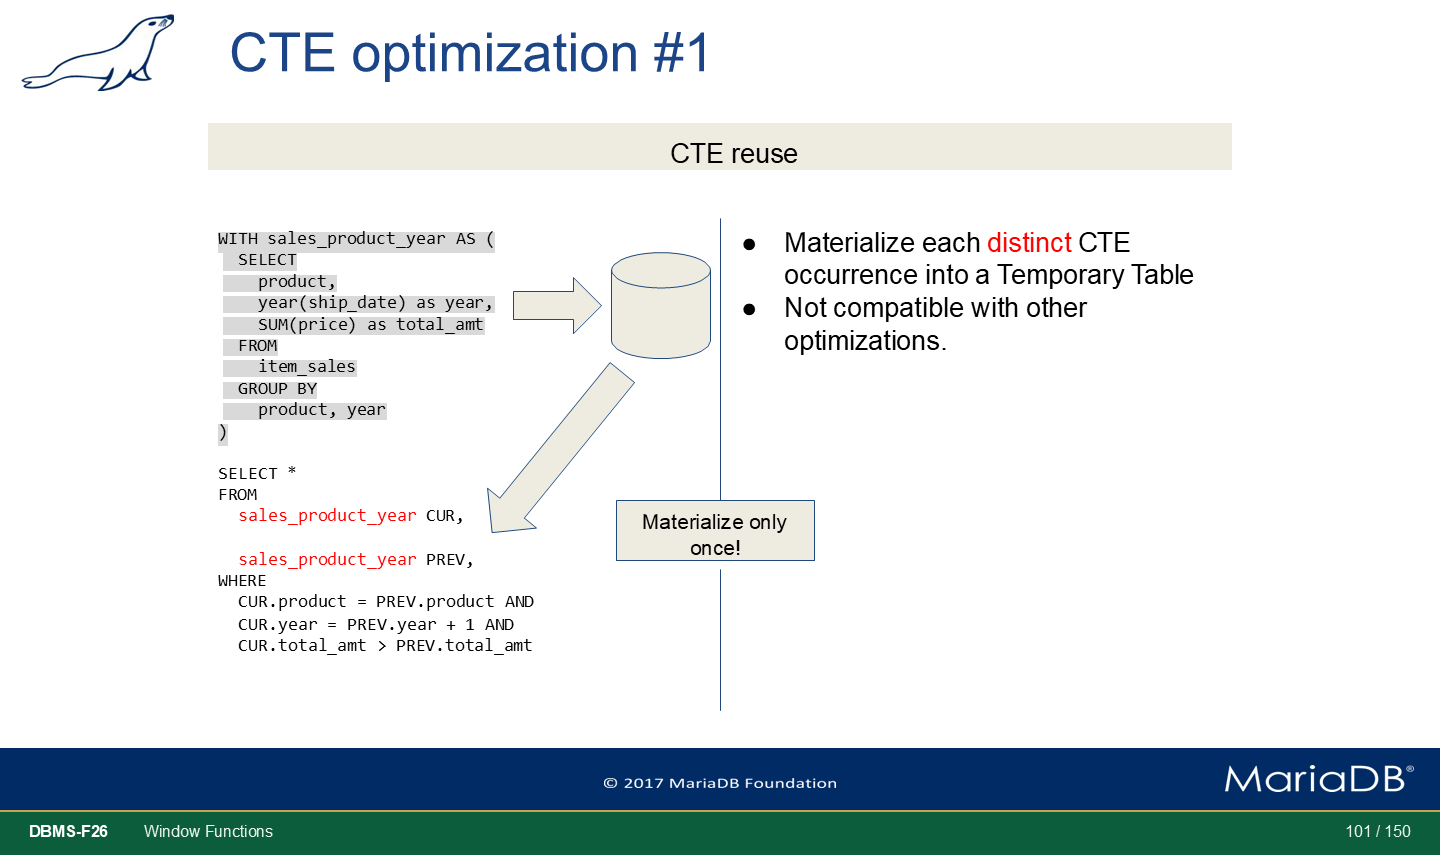 CTE optimization #1
CTE reuse
WITH sales_product_year AS (
SELECT
product,
year(ship_date) as year,
SUM(price) as total_amt
FROM
item_sales
GROUP BY
product, year
)
SELECT *
FROM
sales_product_year CUR,
sales_product_year PREV,
WHERE
CUR.product = PREV.product AND
CUR.year = PREV.year + 1 AND
CUR.total_amt > PREV.total_amt
Materialize only
once!
● Materialize each distinct CTE
occurrence into a Temporary Table
● Not compatible with other
optimizations.
© 2017 MariaDB Foundation
MariaDB®
DBMS-F26 Window Functions 101 / 150